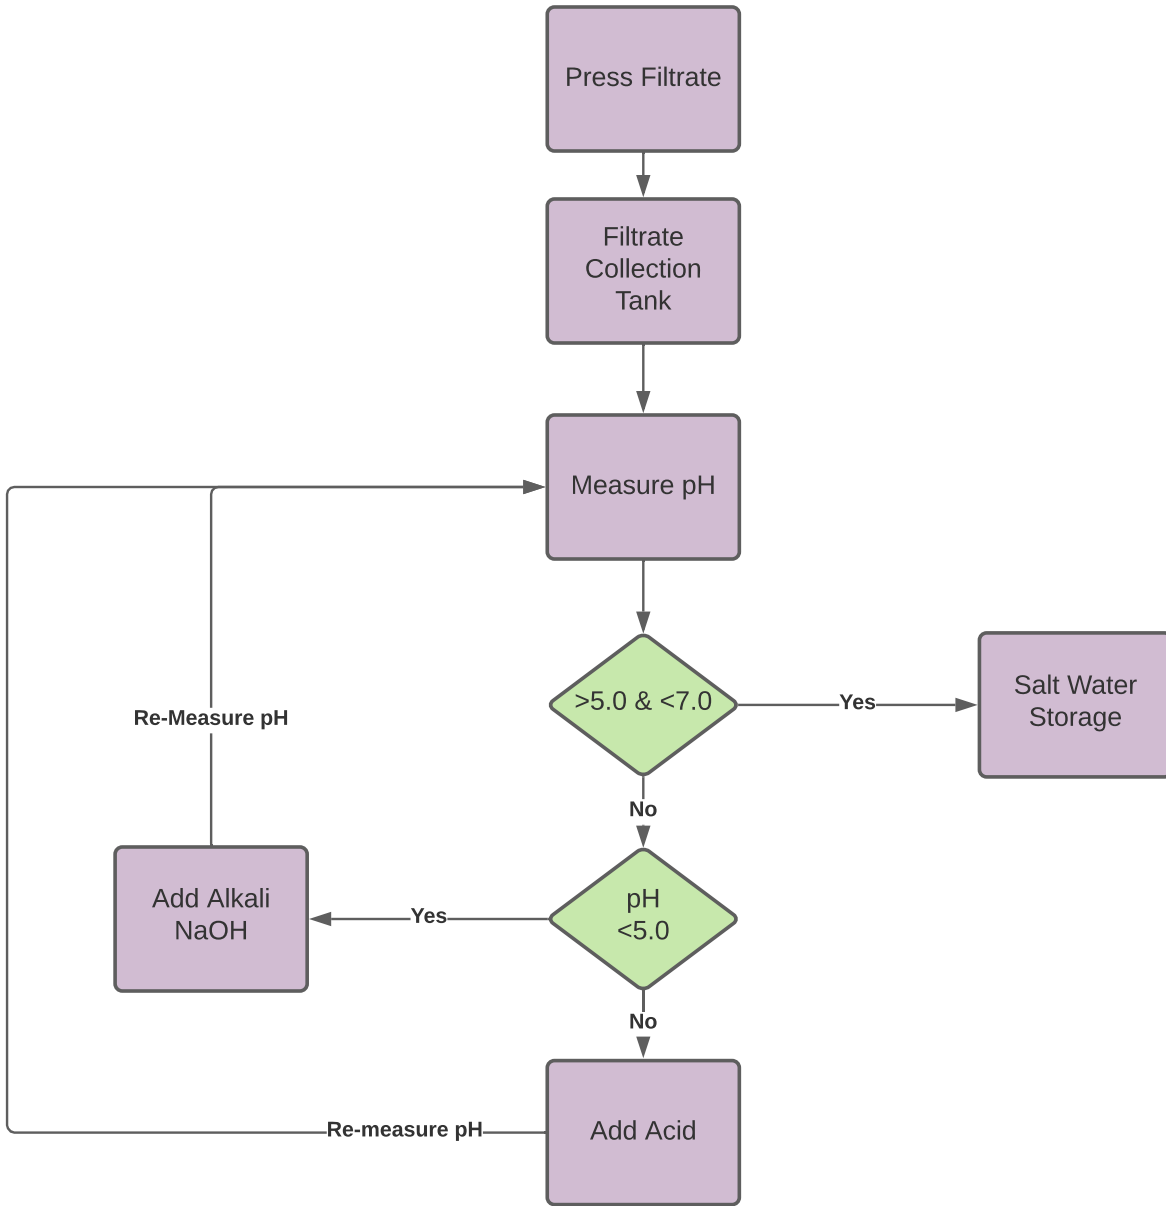 Press Filtrate
Filtrate
Collection
Tank
Measure pH
>5.0 & <7.0
Yes
Salt Water
Storage
Re-Measure pH
No
Add Alkali
NaOH
Yes
pH
<5.0
No
Re-measure pH
Add Acid